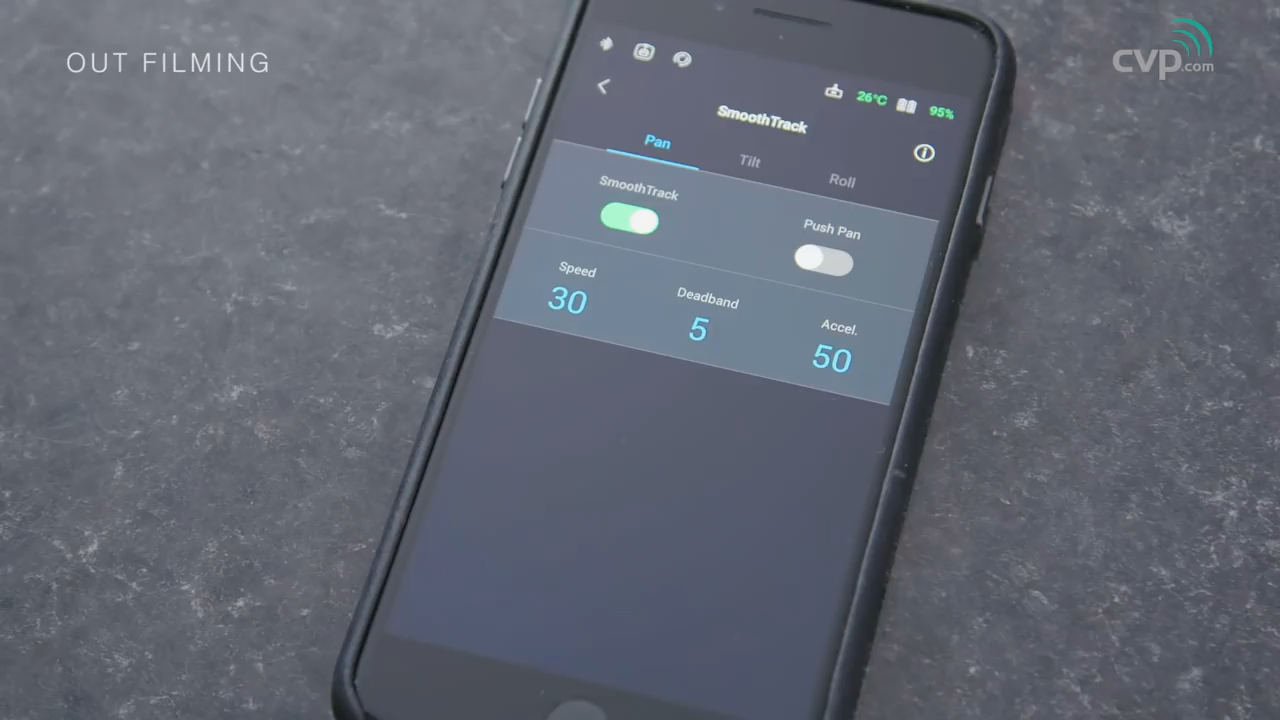 OUT FILMING
cvp.com
26°C 95%
SmoothTrack
Pan Tilt Roll
SmoothTrack Push Pan
Speed Deadband Accel.
30 5 50